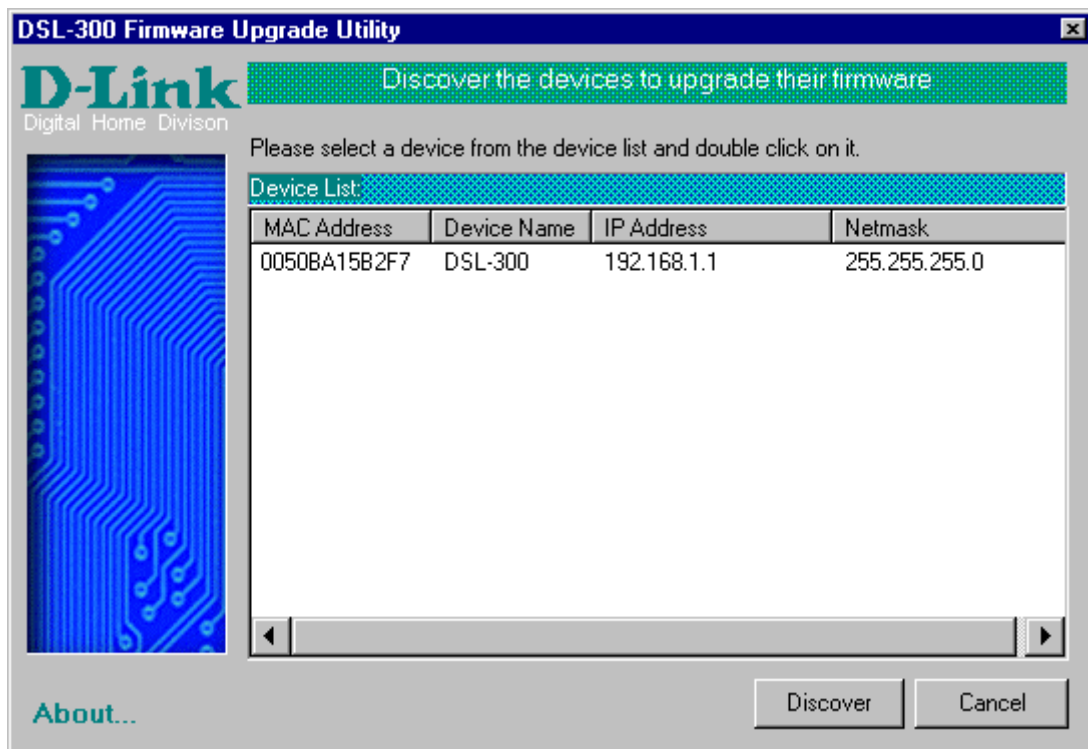 DSL-300 Firmware Upgrade Utility
D-Link
Digital Home Divison
Discover the devices to upgrade their firmware
Please select a device from the device list and double click on it.
Device List:
MAC Address Device Name IP Address Netmask
0050BA15B2F7 DSL-300 192.168.1.1 255.255.255.0
About...
Discover Cancel